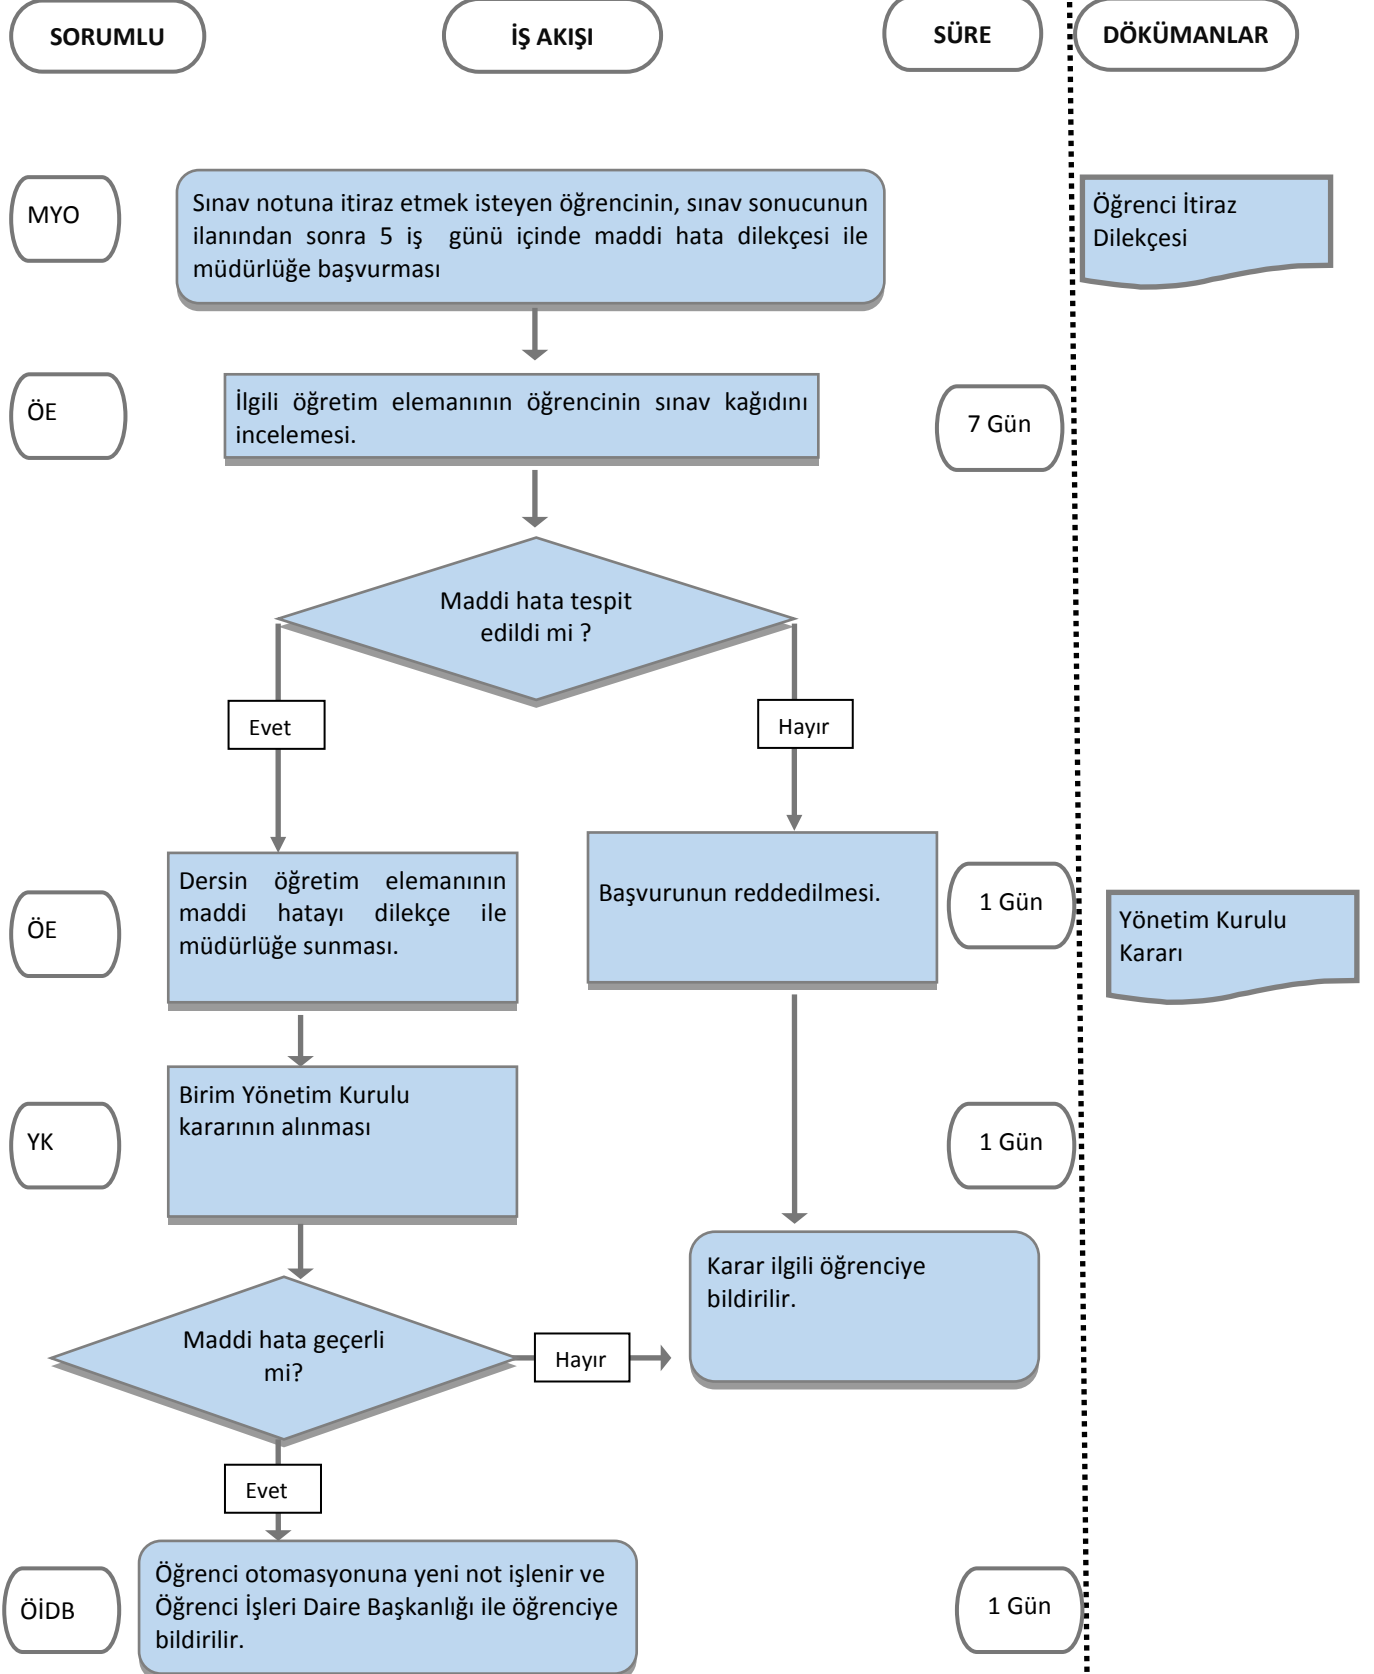 SORUMLU
İŞ AKIŞI
SÜRE
DÖKÜMANLAR
MYO
Sınav notuna itiraz etmek isteyen öğrencinin, sınav sonucunun
ilanından sonra 5 iş günü içinde maddi hata dilekçesi ile
müdürlüğe başvurması
Öğrenci İtiraz
Dilekçesi
ÖE
İlgili öğretim elemanının öğrencinin sınav kağıdını
incelemesi.
7 Gün
Maddi hata tespit
edildi mi ?
Evet
Hayır
ÖE
Dersin öğretim elemanının
maddi hatayı dilekçe ile
müdürlüğe sunması.
Başvurunun reddedilmesi.
1 Gün
Yönetim Kurulu
Kararı
YK
Birim Yönetim Kurulu
kararının alınması
1 Gün
Karar ilgili öğrenciye
bildirilir.
Maddi hata geçerli
mi?
Hayır
Evet
ÖİDB
Öğrenci otomasyonuna yeni not işlenir ve
Öğrenci İşleri Daire Başkanlığı ile öğrenciye
bildirilir.
1 Gün